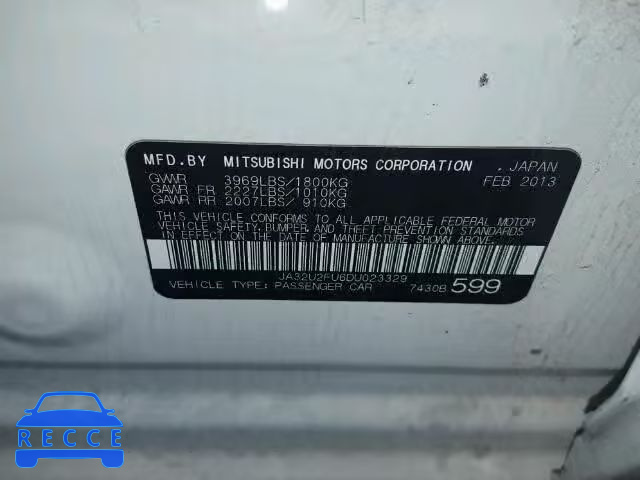 MFD.BY MITSUBISHI MOTORS CORPORATION , JAPAN
GVWR 3969LBS/1800KG FEB 2013
GAWR FR 2227LBS/1010KG
GAWR RR 2007LBS/ 910KG
THIS VEHICLE CONFORMS TO ALL APPLICABLE FEDERAL MOTOR
VEHICLE SAFETY, BUMPER, AND THEFT PREVENTION STANDARDS
IN EFFECT ON THE DATE OF MANUFACTURE SHOWN ABOVE.
JA32U2FU6DU023329
VEHICLE TYPE: PASSENGER CAR 7430B 599
RECCE